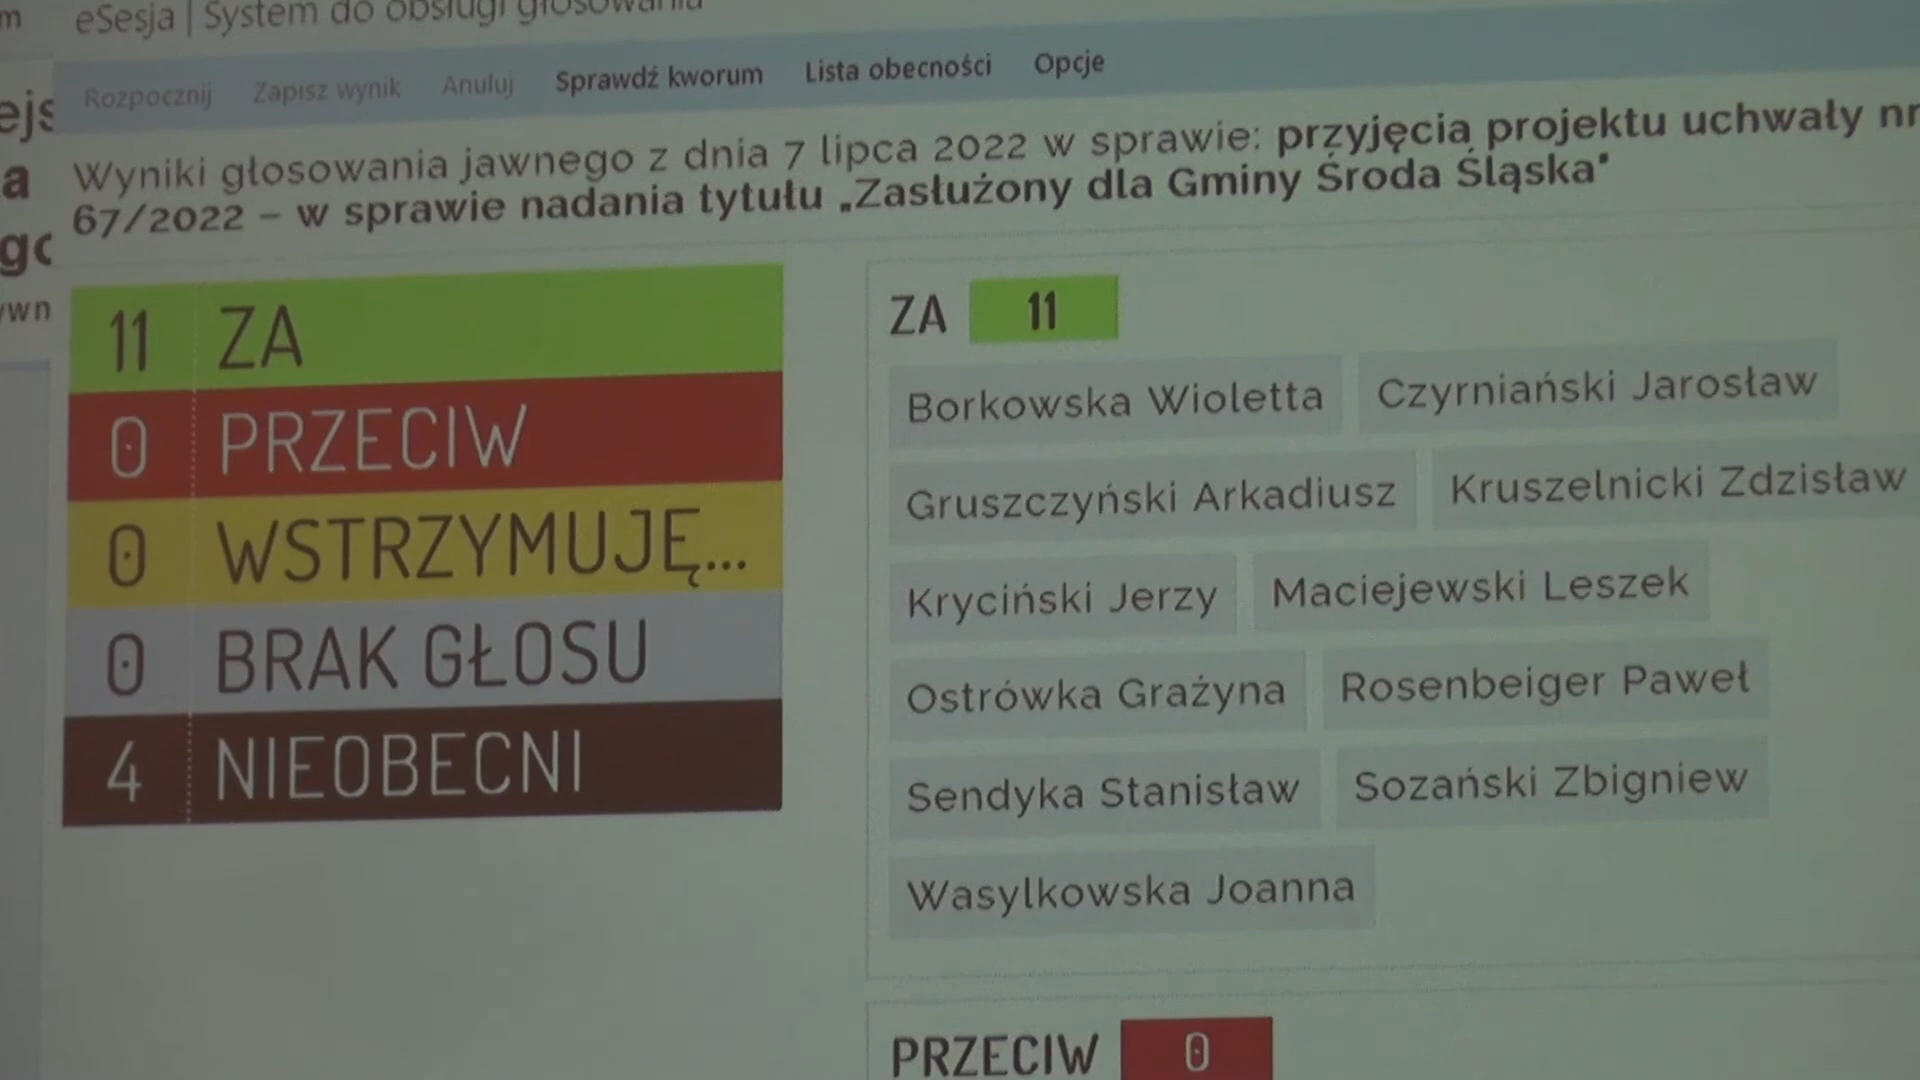 m
eSesja | System do obsługi głosowania
Rozpocznij Zapisz wynik Anuluj Sprawdź kworum Lista obecności Opcje
ejs
a
go
ywn
Wyniki głosowania jawnego z dnia 7 lipca 2022 w sprawie: przyjęcia projektu uchwały nr
67/2022 – w sprawie nadania tytułu „Zasłużony dla Gminy Środa Śląska"
11 ZA
0 PRZECIW
0 WSTRZYMUJĘ...
0 BRAK GŁOSU
4 NIEOBECNI
ZA 11
Borkowska Wioletta Czyrniański Jarosław
Gruszczyński Arkadiusz Kruszelnicki Zdzisław
Kryciński Jerzy Maciejewski Leszek
Ostrówka Grażyna Rosenbeiger Paweł
Sendyka Stanisław Sozański Zbigniew
Wasylkowska Joanna
PRZECIW 0